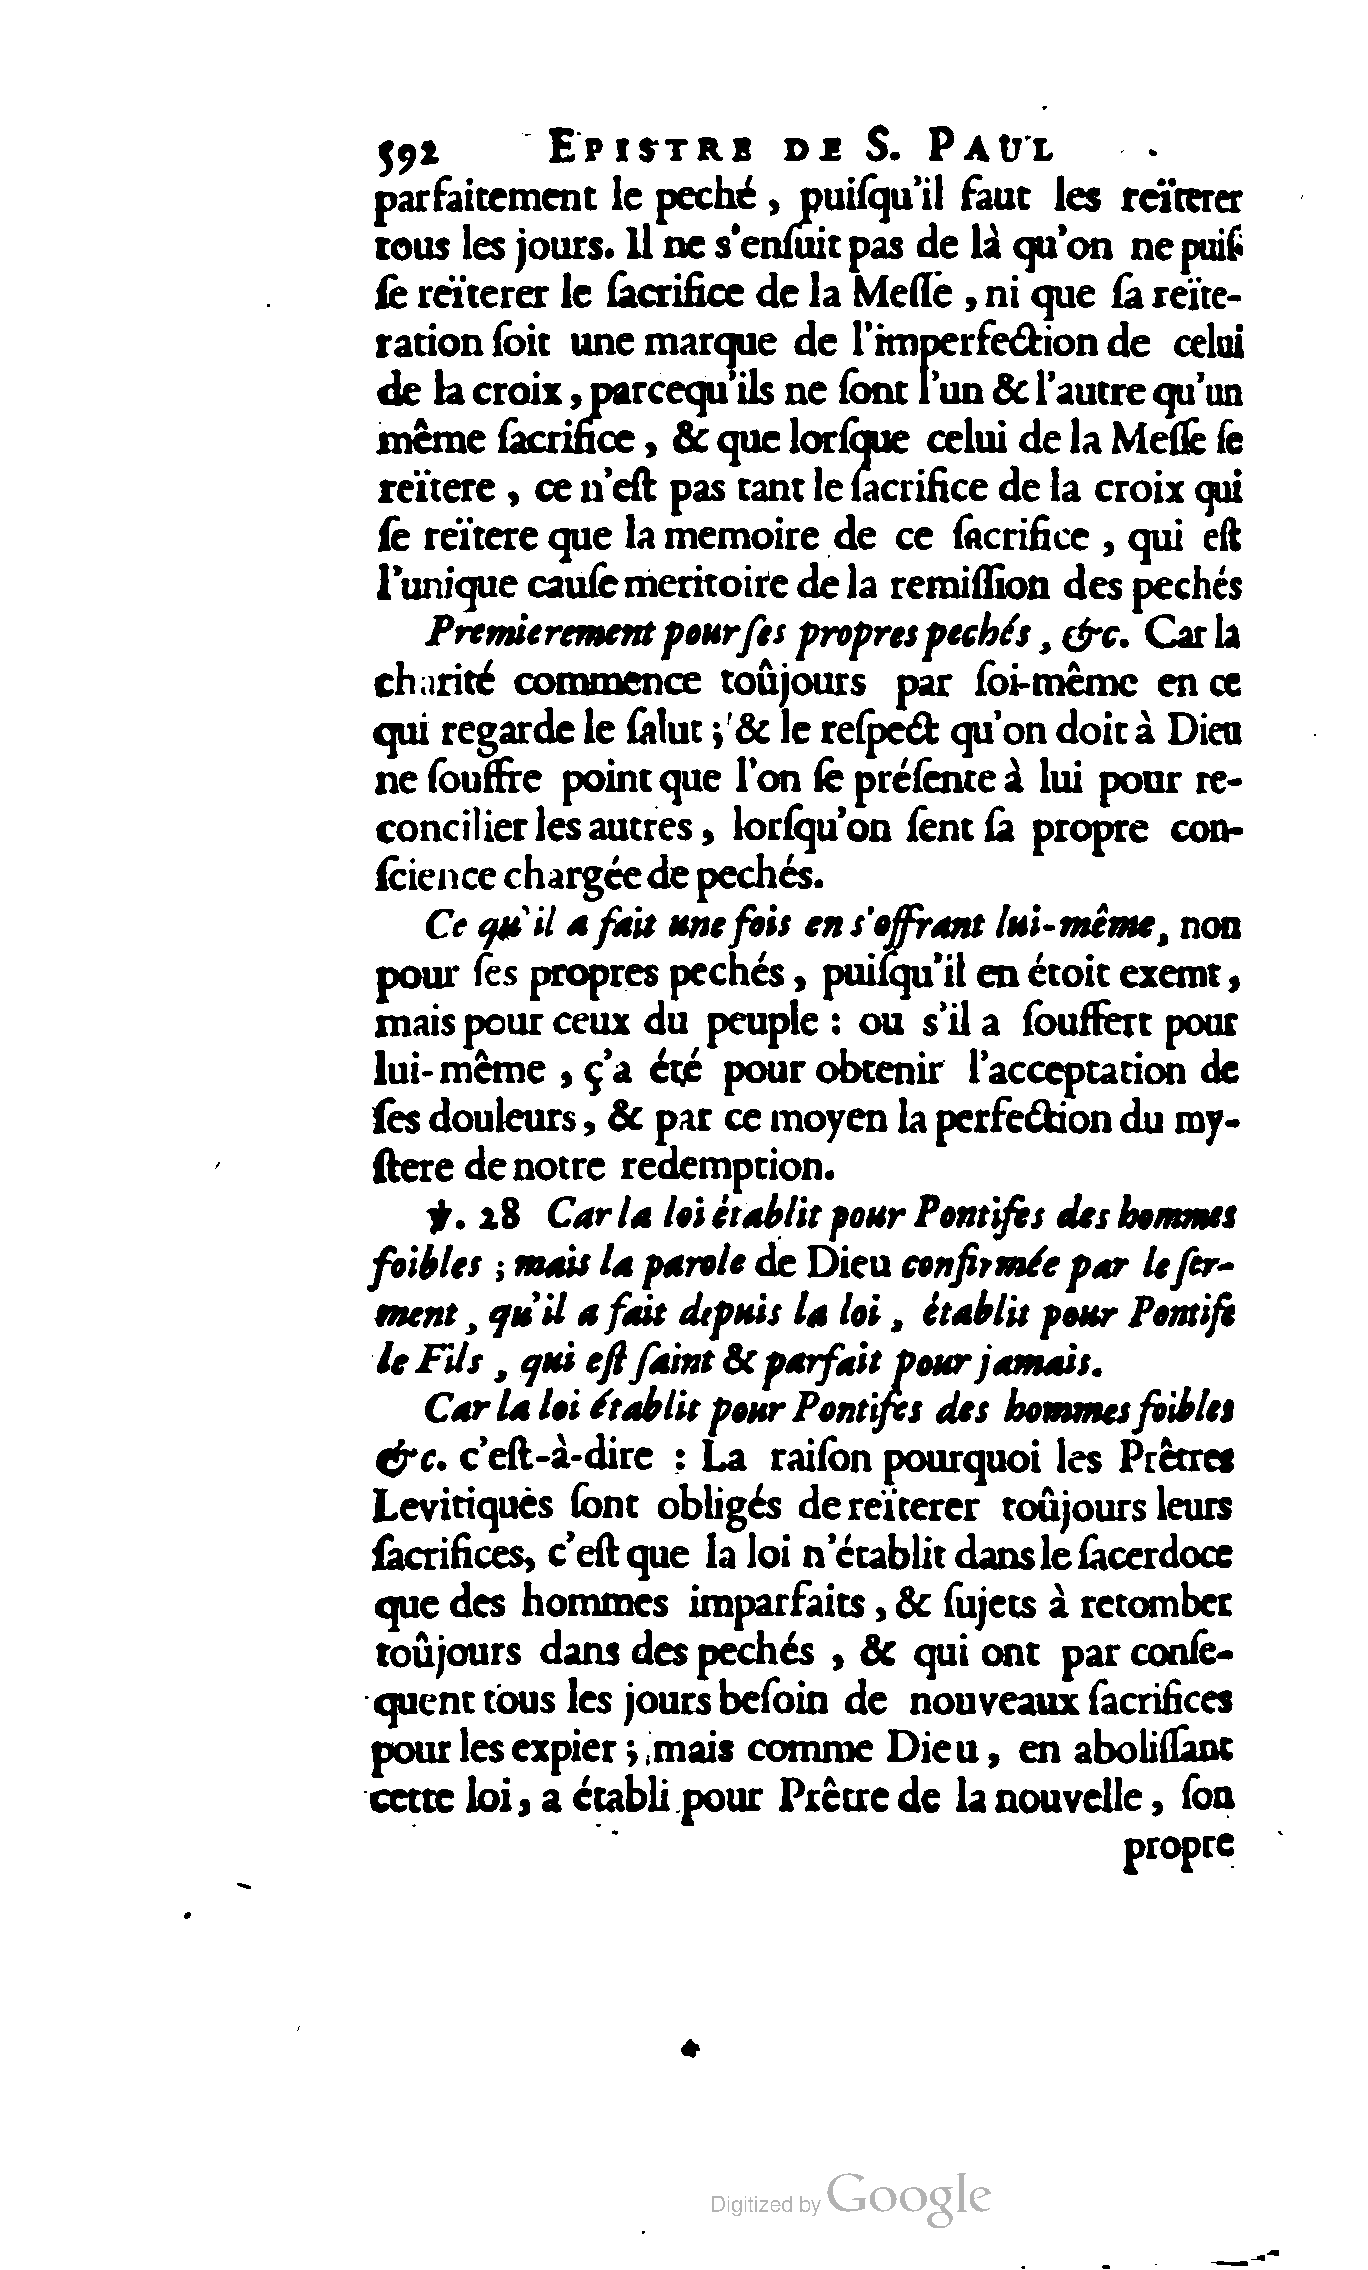 592 EPISTRE DE S. PAUL
parfaitement le peché , puiſqu'il faut les reïterer
tous les jours. Il ne s'enſuit pas de là qu'on ne puiſ-
ſe reïterer le ſacrifice de la Meſſe , ni que ſa reïte-
ration ſoit une marque de l'imperfection de celui
de la croix , parcequ'ils ne ſont l'un & l'autre qu'un
même ſacrifice , & que lorſque celui de la Meſſe ſe
reïtere , ce n'eſt pas tant le ſacrifice de la croix qui
ſe reïtere que la memoire de ce ſacrifice , qui eſt
l'unique cauſe meritoire de la remiſſion des pechés
Premierement pour ſes propres pechés , &c. Car la
charité commence toûjours par ſoi-même en ce
qui regarde le ſalut ; & le reſpect qu'on doit à Dieu
ne ſouffre point que l'on ſe préſente à lui pour re-
concilier les autres , lorſqu'on ſent ſa propre con-
ſcience chargée de pechés.
Ce qu'il a fait une fois en s'offrant lui-même, non
pour ſes propres pechés , puiſqu'il en étoit exemt ,
mais pour ceux du peuple : ou s'il a ſouffert pour
lui-même , ç'a été pour obtenir l'acceptation de
ſes douleurs , & par ce moyen la perfection du my-
ſtere de notre redemption.
℣. 28 Car la loi établit pour Pontifes des hommes
foibles ; mais la parole de Dieu confirmée par le ſer-
ment , qu'il a fait depuis la loi , établit pour Pontife
le Fils , qui eſt ſaint & parfait pour jamais.
Car la loi établit pour Pontifes des hommes foibles
&c. c'eſt-à-dire : La raiſon pourquoi les Prêtres
Levitiques ſont obligés de reïterer toûjours leurs
ſacrifices, c'eſt que la loi n'établit dans le ſacerdoce
que des hommes imparfaits , & ſujets à retomber
toûjours dans des pechés , & qui ont par conſe-
quent tous les jours beſoin de nouveaux ſacrifices
pour les expier ; mais comme Dieu , en aboliſſant
cette loi , a établi pour Prêtre de la nouvelle , ſon
propre
Digitized by Google